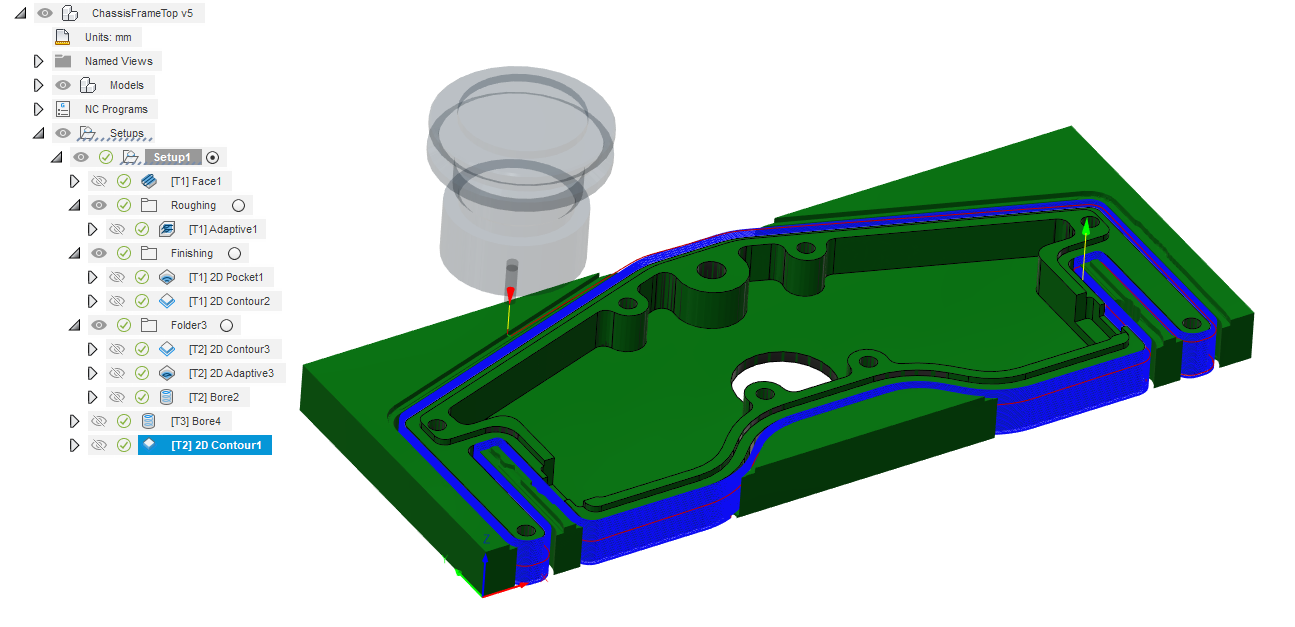 ChassisFrameTop v5
Units: mm
Named Views
Models
NC Programs
Setups
Setup1
[T1] Face1
Roughing
[T1] Adaptive1
Finishing
[T1] 2D Pocket1
[T1] 2D Contour2
Folder3
[T2] 2D Contour3
[T2] 2D Adaptive3
[T2] Bore2
[T3] Bore4
[T2] 2D Contour1
Z